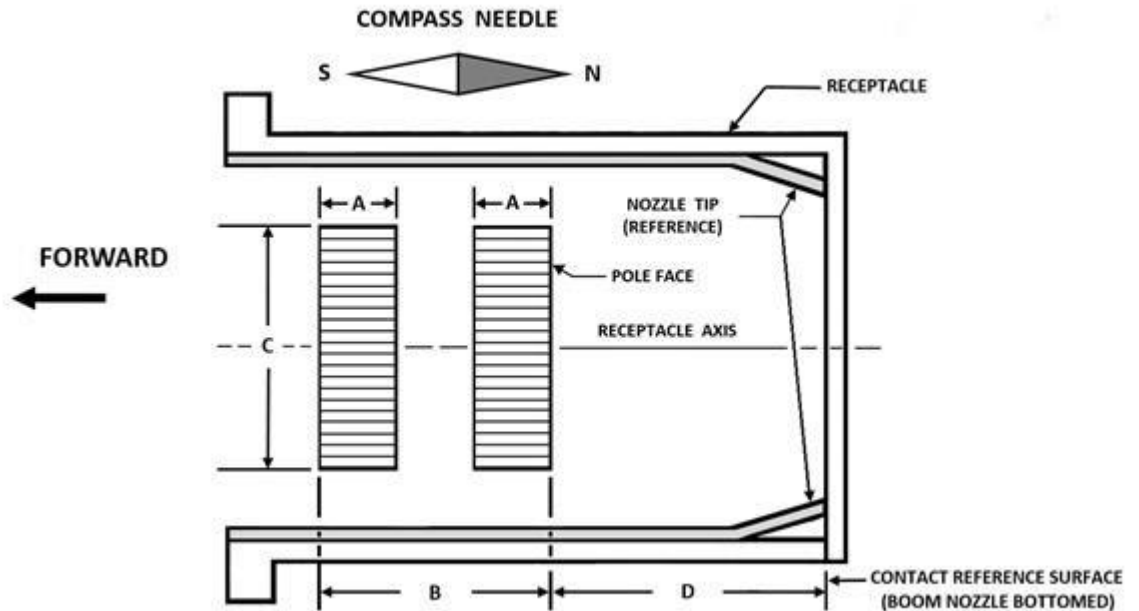 COMPASS NEEDLE
S
N
RECEPTACLE
A
A
NOZZLE TIP
(REFERENCE)
FORWARD
POLE FACE
RECEPTACLE AXIS
C
B
D
CONTACT REFERENCE SURFACE
(BOOM NOZZLE BOTTOMED)